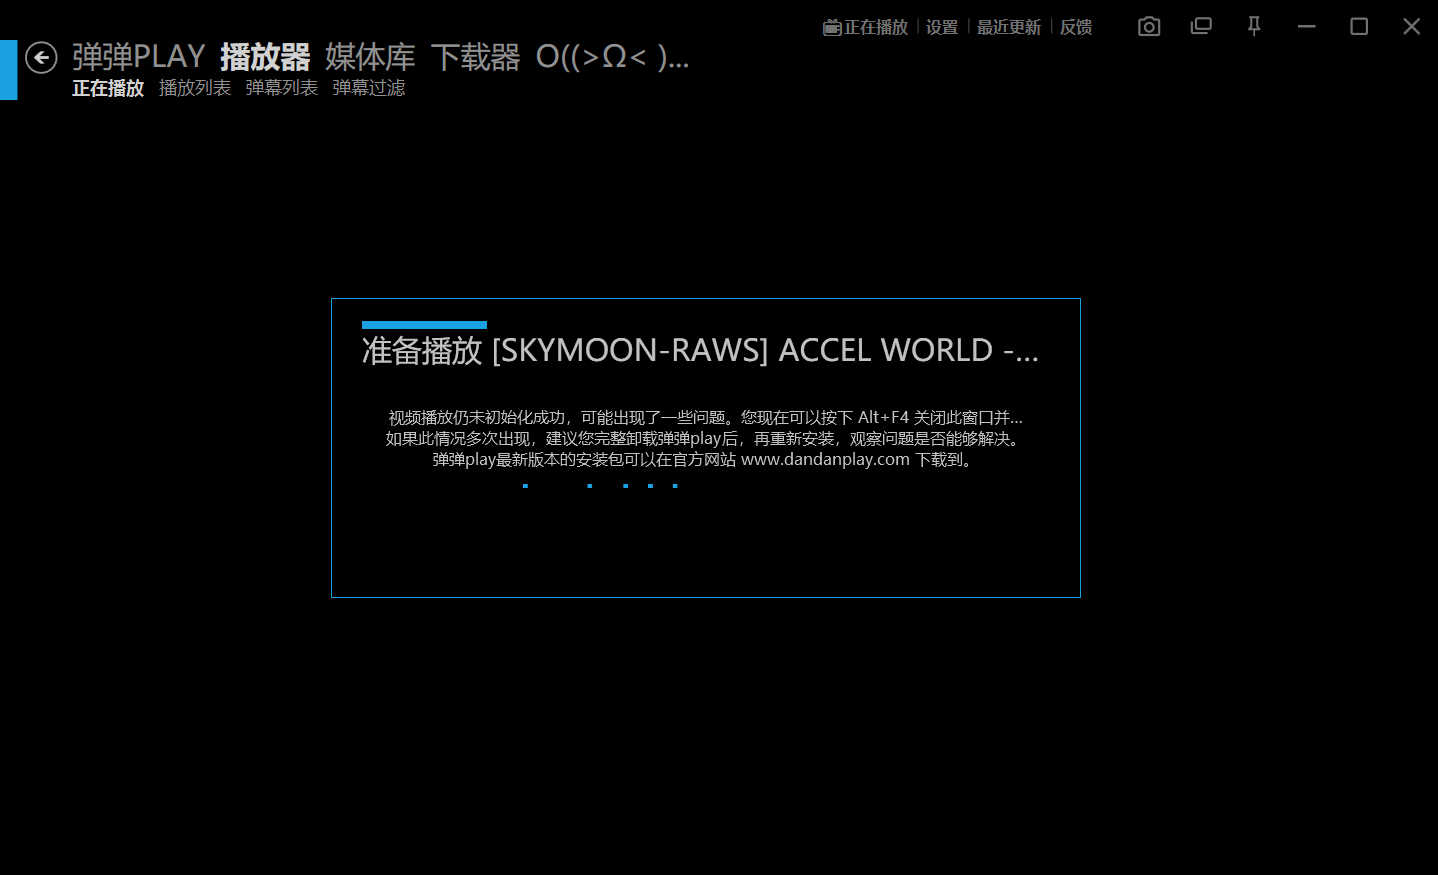 正在播放 设置 最近更新 反馈
弹弹PLAY 播放器 媒体库 下载器 O((>Ω< )...
正在播放 播放列表 弹幕列表 弹幕过滤
准备播放 [SKYMOON-RAWS] ACCEL WORLD -...
视频播放仍未初始化成功，可能出现了一些问题。您现在可以按下 Alt+F4 关闭此窗口并...
如果此情况多次出现，建议您完整卸载弹弹play后，再重新安装，观察问题是否能够解决。
弹弹play最新版本的安装包可以在官方网站 www.dandanplay.com 下载到。